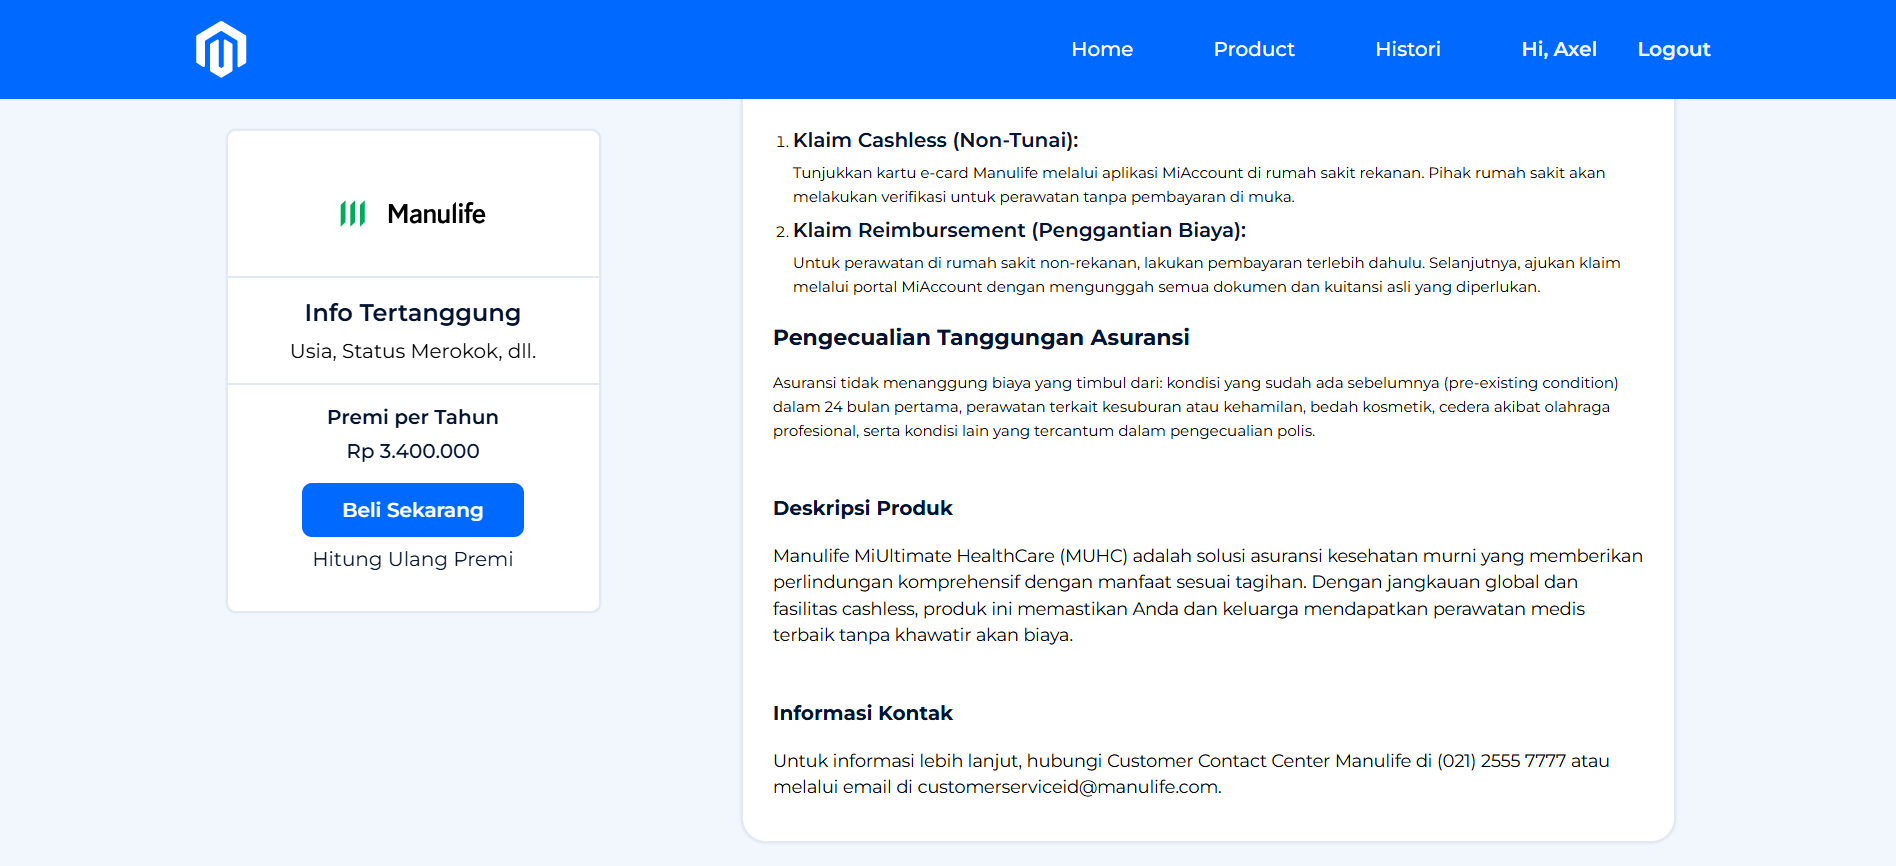 Home
Product
Histori
Hi, Axel
Logout
Manulife
Info Tertanggung
Usia, Status Merokok, dll.
Premi per Tahun
Rp 3.400.000
Beli Sekarang
Hitung Ulang Premi
1. Klaim Cashless (Non-Tunai):
Tunjukkan kartu e-card Manulife melalui aplikasi MiAccount di rumah sakit rekanan. Pihak rumah sakit akan
melakukan verifikasi untuk perawatan tanpa pembayaran di muka.
2. Klaim Reimbursement (Penggantian Biaya):
Untuk perawatan di rumah sakit non-rekanan, lakukan pembayaran terlebih dahulu. Selanjutnya, ajukan klaim
melalui portal MiAccount dengan mengunggah semua dokumen dan kuitansi asli yang diperlukan.
Pengecualian Tanggungan Asuransi
Asuransi tidak menanggung biaya yang timbul dari: kondisi yang sudah ada sebelumnya (pre-existing condition)
dalam 24 bulan pertama, perawatan terkait kesuburan atau kehamilan, bedah kosmetik, cedera akibat olahraga
profesional, serta kondisi lain yang tercantum dalam pengecualian polis.
Deskripsi Produk
Manulife MiUltimate HealthCare (MUHC) adalah solusi asuransi kesehatan murni yang memberikan
perlindungan komprehensif dengan manfaat sesuai tagihan. Dengan jangkauan global dan
fasilitas cashless, produk ini memastikan Anda dan keluarga mendapatkan perawatan medis
terbaik tanpa khawatir akan biaya.
Informasi Kontak
Untuk informasi lebih lanjut, hubungi Customer Contact Center Manulife di (021) 2555 7777 atau
melalui email di customerserviceid@manulife.com.